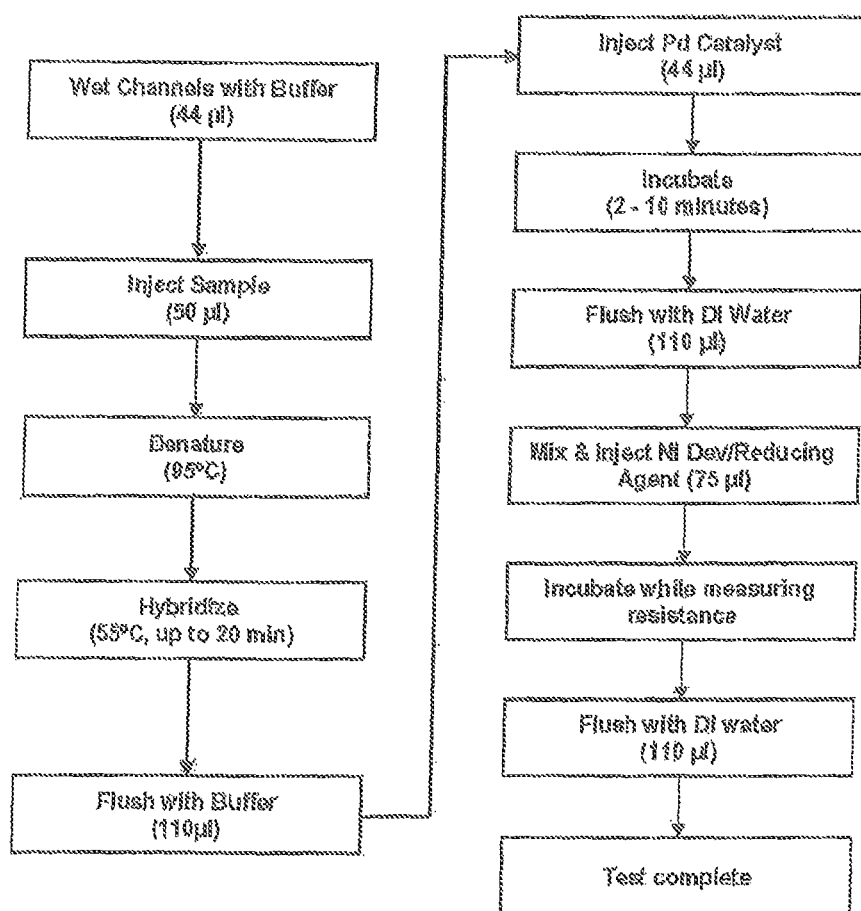 Wet Channels with Buffer
(44 µl)
Inject Sample
(50 µl)
Denature
(95ºC)
Hybridize
(55ºC, up to 20 min)
Flush with Buffer
(110µl)
Inject Pd Catalyst
(44 µl)
Incubate
(2 - 10 minutes)
Flush with DI Water
(110 µl)
Mix & Inject Ni Dev/Reducing
Agent (75 µl)
Incubate while measuring
resistance
Flush with DI water
(110 µl)
Test complete